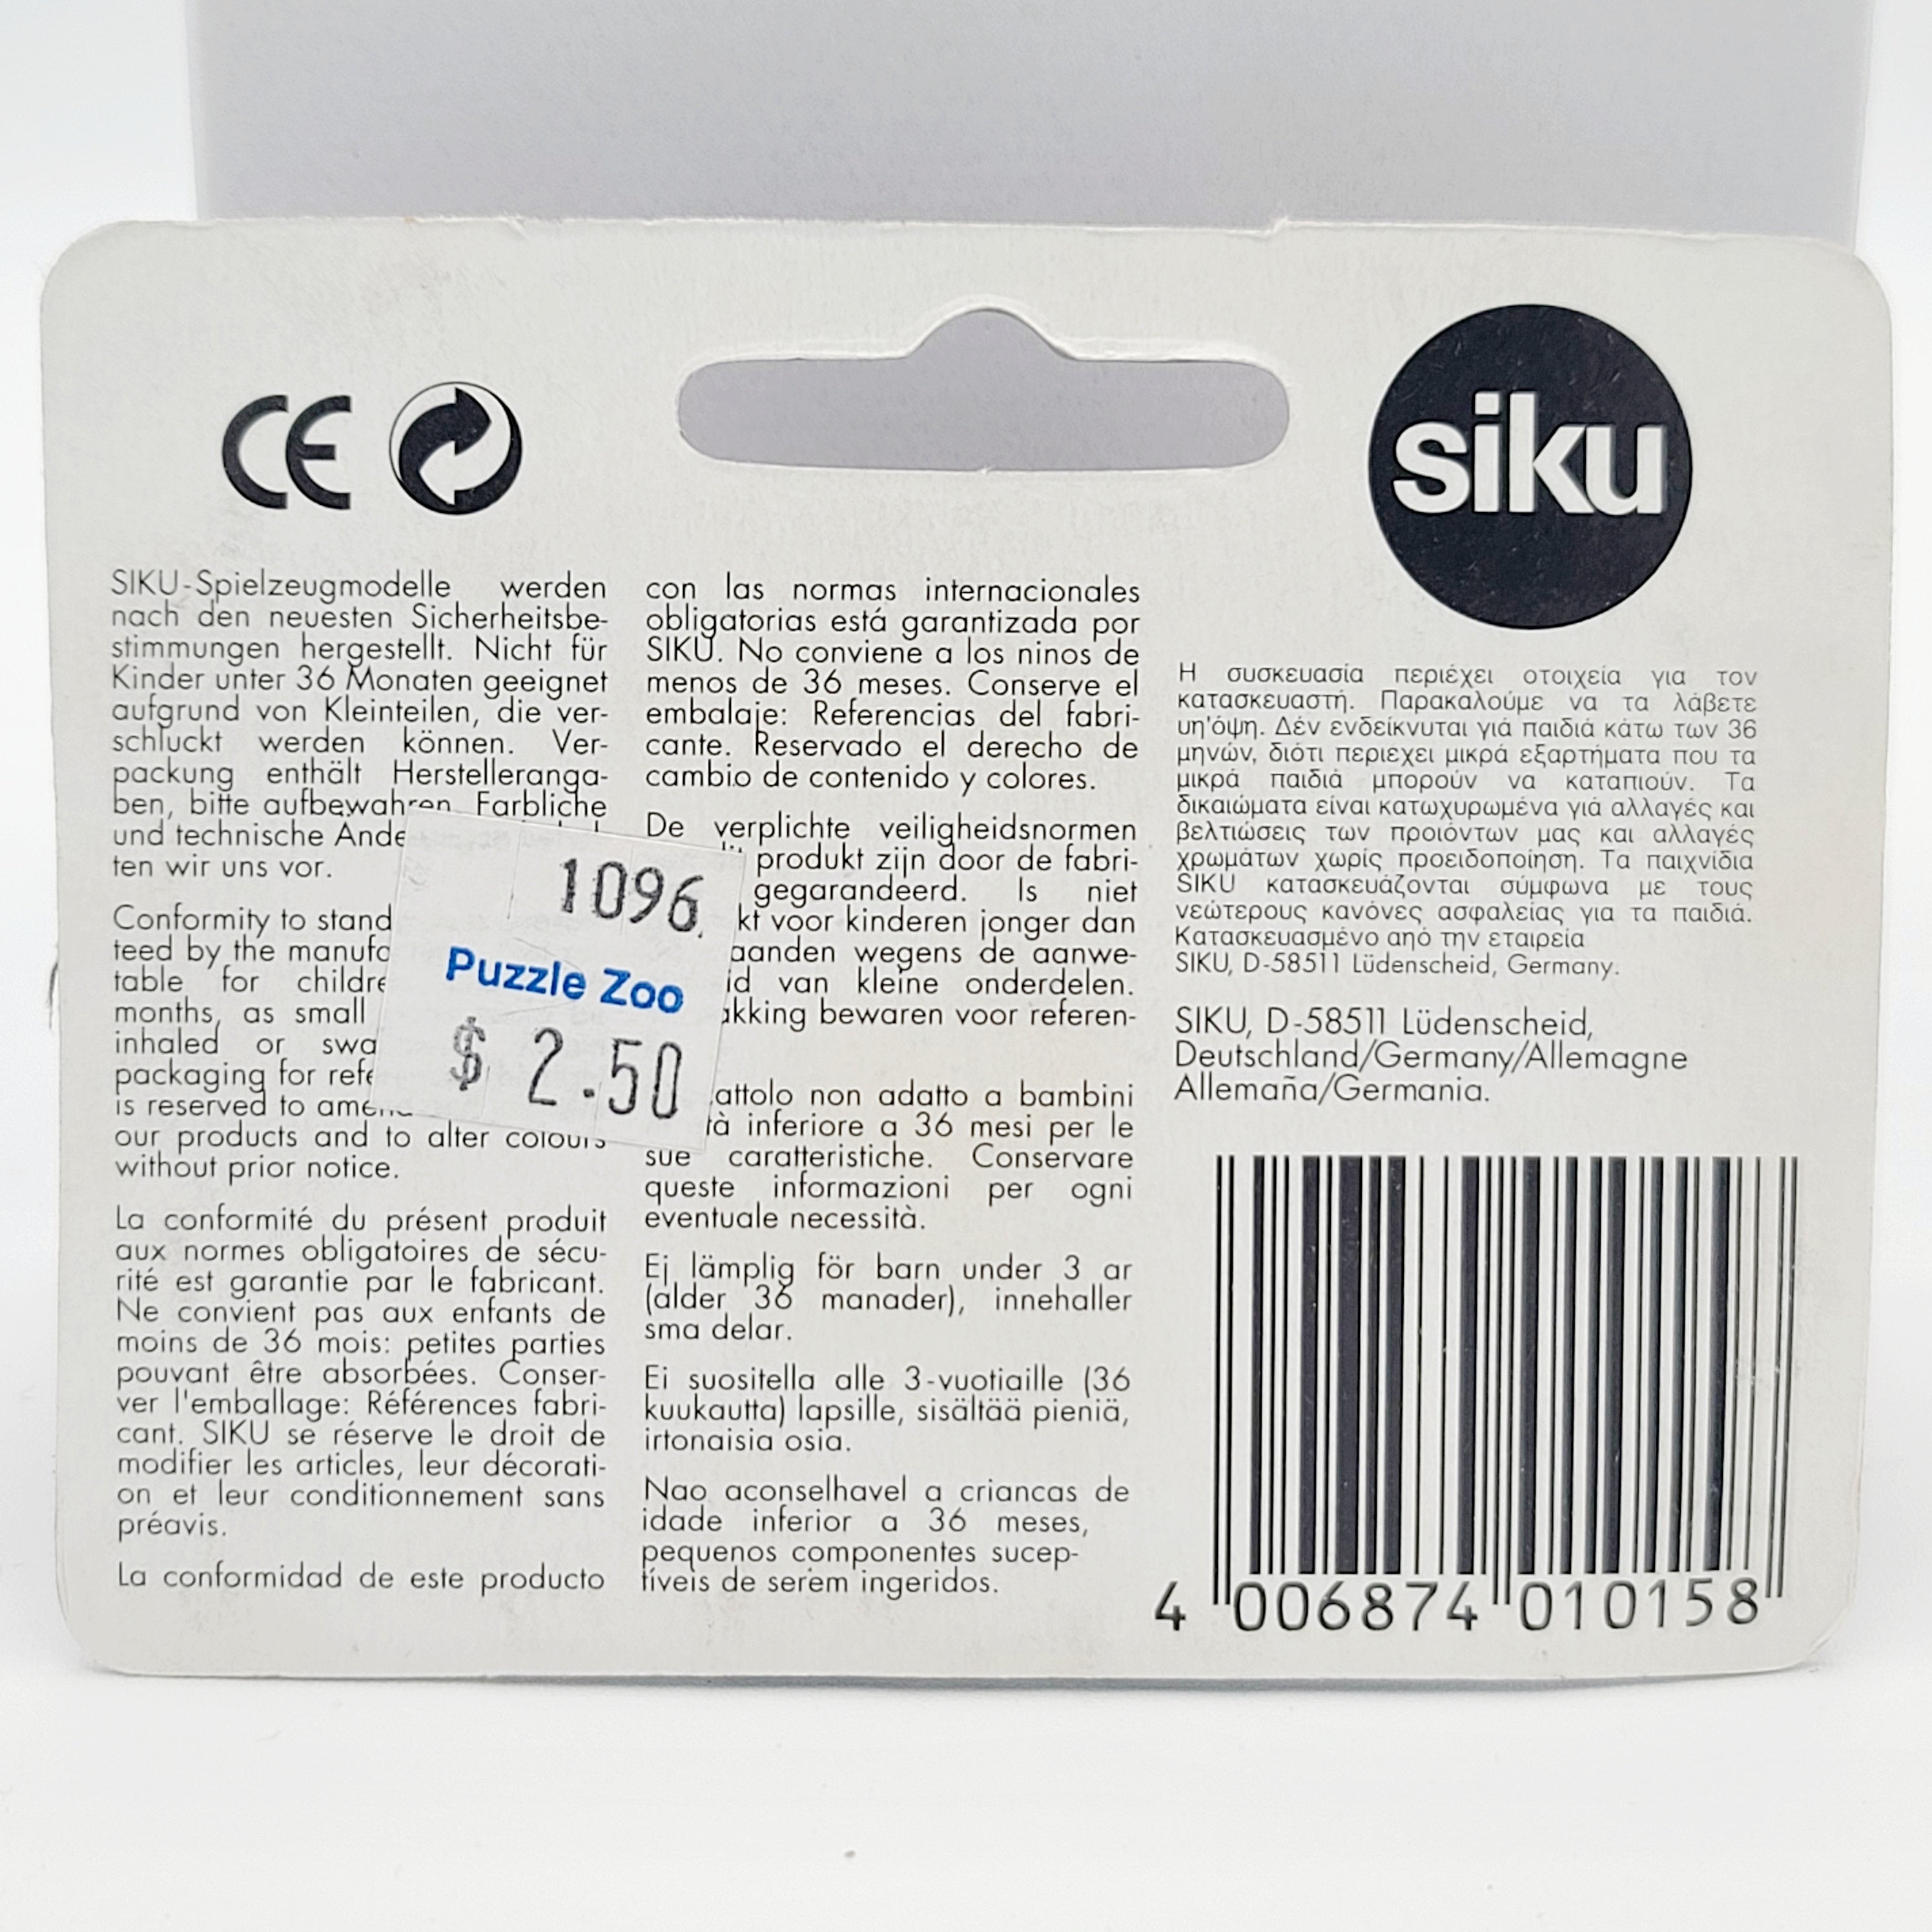 CE
siku
SIKU-Spielzeugmodelle werden
nach den neuesten Sicherheitsbe-
stimmungen hergestellt. Nicht für
Kinder unter 36 Monaten geeignet
aufgrund von Kleinteilen, die ver-
schluckt werden können. Ver-
packung enthält Herstelleranga-
ben, bitte aufbewahren. Farbliche
und technische Ände
ten wir uns vor.
Conformity to stand
teed by the manufa
table for childre
months, as small
inhaled or swa
packaging for refe
is reserved to ame
our products and to alter colours
without prior notice.
La conformité du présent produit
aux normes obligatoires de sécu-
rité est garantie par le fabricant.
Ne convient pas aux enfants de
moins de 36 mois: petites parties
pouvant être absorbées. Conser-
ver l'emballage: Références fabri-
cant. SIKU se réserve le droit de
modifier les articles, leur décorati-
on et leur conditionnement sans
préavis.
La conformidad de este producto
1096
Puzzle Zoo
$ 2.50
con las normas internacionales
obligatorias está garantizada por
SIKU. No conviene a los ninos de
menos de 36 meses. Conserve el
embalaje: Referencias del fabri-
cante. Reservado el derecho de
cambio de contenido y colores.
De verplichte veiligheidsnormen
produkt zijn door de fabri-
gegarandeerd. Is niet
kt voor kinderen jonger dan
aanden wegens de aanwe-
id van kleine onderdelen.
akking bewaren voor referen-
attolo non adatto a bambini
tà inferiore a 36 mesi per le
sue caratteristiche. Conservare
queste informazioni per ogni
eventuale necessità.
Ej lämplig för barn under 3 ar
(alder 36 manader), innehaller
sma delar.
Ei suositella alle 3-vuotiaille (36
kuukautta) lapsille, sisältää pieniä,
irtonaisia osia.
Nao aconselhavel a criancas de
idade inferior a 36 meses,
pequenos componentes sucep-
tíveis de serem ingeridos.
Η συσκευασία περιέχει οτοιχεία για τον
κατασκευαστή. Παρακαλούμε να τα λάβετε
υη'όψη. Δέν ενδείκνυται γιά παιδιά κάτω των 36
μηνών, διότι περιεχει μικρά εξαρτήματα που τα
μικρά παιδιά μπορούν να καταπιούν. Τα
δικαιώματα είναι κατωχυρωμένα γιά αλλαγές και
βελτιώσεις των προιόντων μας και αλλαγές
χρωμάτων χωρίς προειδοποίηση. Τα παιχνίδια
SIKU κατασκευάζονται σύμφωνα με τους
νεώτερους κανόνες ασφαλείας για τα παιδιά.
Κατασκευασμένο αηό την εταιρεία
SIKU, D-58511 Lüdenscheid, Germany.
SIKU, D-58511 Lüdenscheid,
Deutschland/Germany/Allemagne
Allemaña/Germania.
4 006874 010158